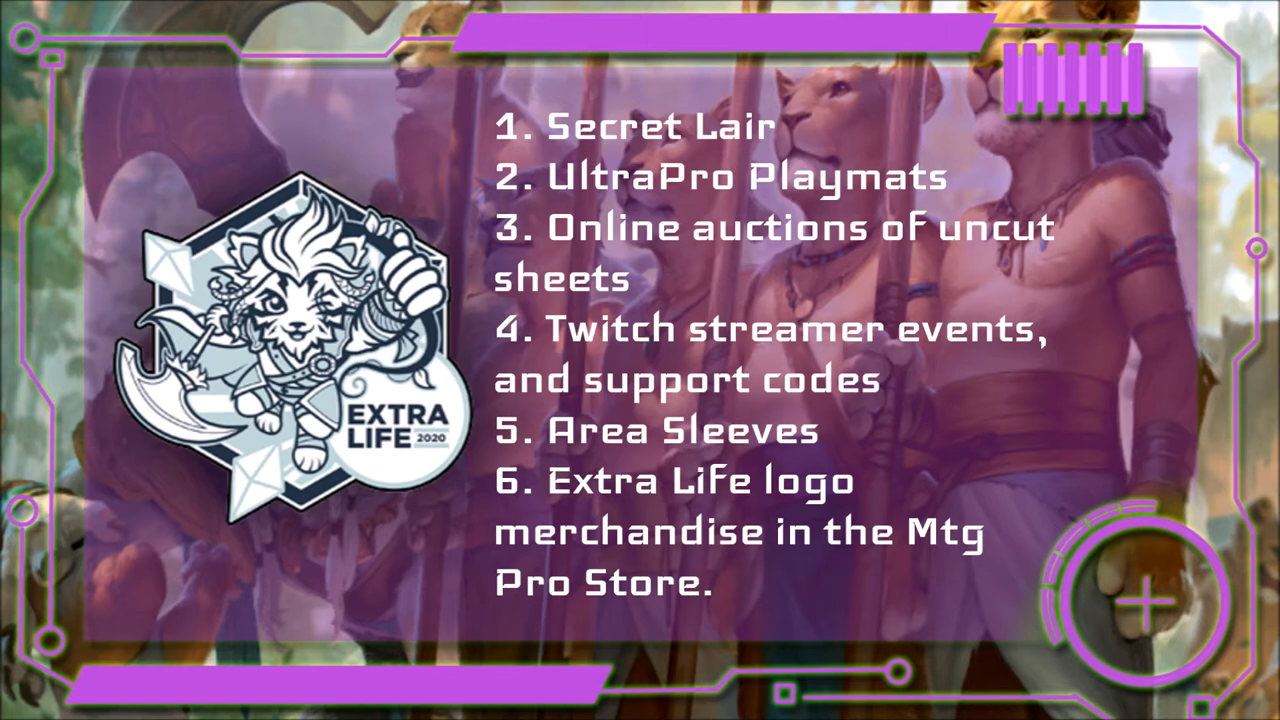 1. Secret Lair
2. UltraPro Playmats
3. Online auctions of uncut
sheets
4. Twitch streamer events,
and support codes
5. Area Sleeves
6. Extra Life logo
merchandise in the Mtg
Pro Store.
EXTRA
LIFE 2020